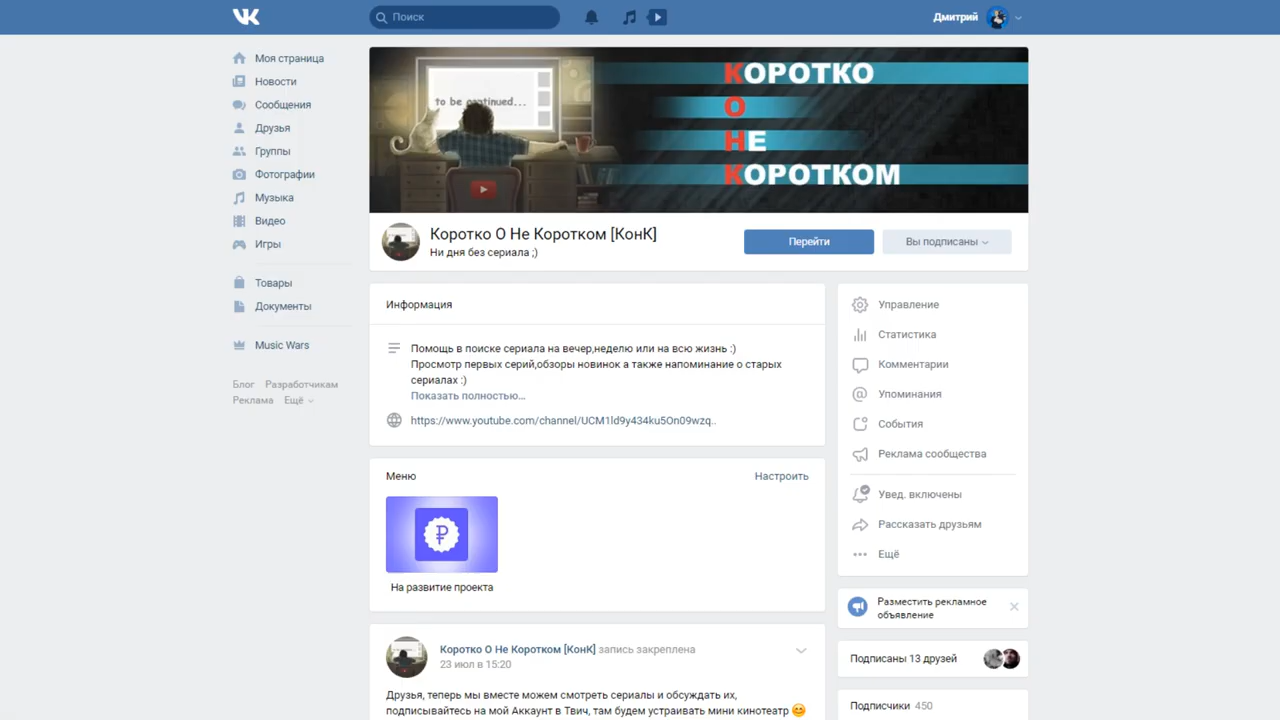 VK
Поиск
Дмитрий
Моя страница
Новости
Сообщения
Друзья
Группы
Фотографии
Музыка
Видео
Игры
Товары
Документы
Music Wars
Блог Разработчикам
Реклама Ещё
to be continued...
КОРОТКО
О
НЕ
КОРОТКОМ
Коротко О Не Коротком [КонК]
Ни дня без сериала ;)
Перейти
Вы подписаны
Информация
Помощь в поиске сериала на вечер,неделю или на всю жизнь :)
Просмотр первых серий,обзоры новинок а также напоминание о старых
сериалах :)
Показать полностью...
https://www.youtube.com/channel/UCM1ld9y434ku5On09wzq..
Меню
Настроить
На развитие проекта
Коротко О Не Коротком [КонК] запись закреплена
23 июл в 15:20
Друзья, теперь мы вместе можем смотреть сериалы и обсуждать их,
подписывайтесь на мой Аккаунт в Твич, там будем устраивать мини кинотеатр 😊
Управление
Статистика
Комментарии
Упоминания
События
Реклама сообщества
Увед. включены
Рассказать друзьям
Ещё
Разместить рекламное
объявление
Подписаны 13 друзей
Подписчики 450